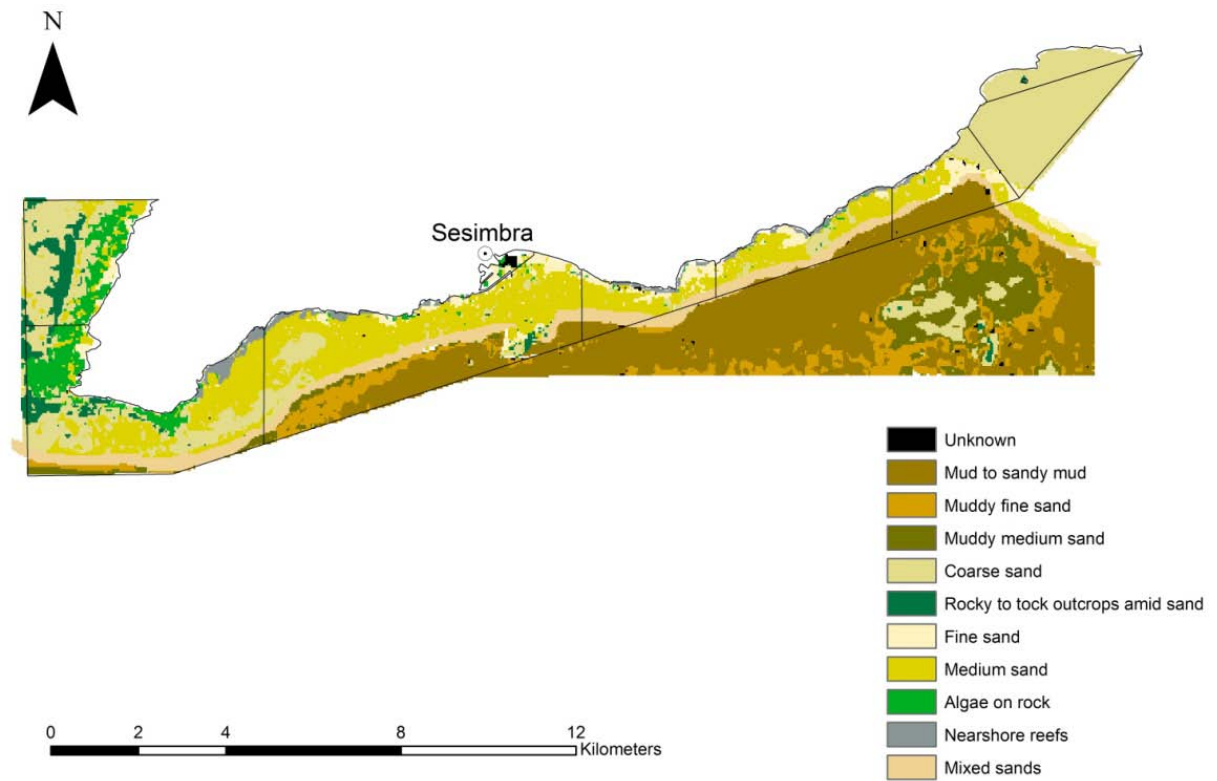 N
Sesimbra
Unknown
Mud to sandy mud
Muddy fine sand
Muddy medium sand
Coarse sand
Rocky to tock outcrops amid sand
Fine sand
Medium sand
Algae on rock
Nearshore reefs
Mixed sands
0 2 4 8 12
Kilometers